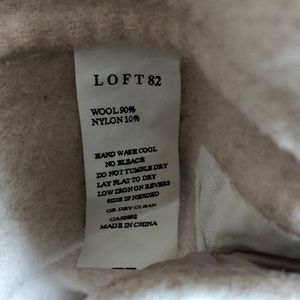 LOFT 82
WOOL 90%
NYLON 10%
HAND WASH COOL
NO BLEACH
DO NOT TUMBLE DRY
LAY FLAT TO DRY
LOW IRON ON REVERS
SIDE IF NEEDED
OR DRY CLEAN
MADE IN CHINA